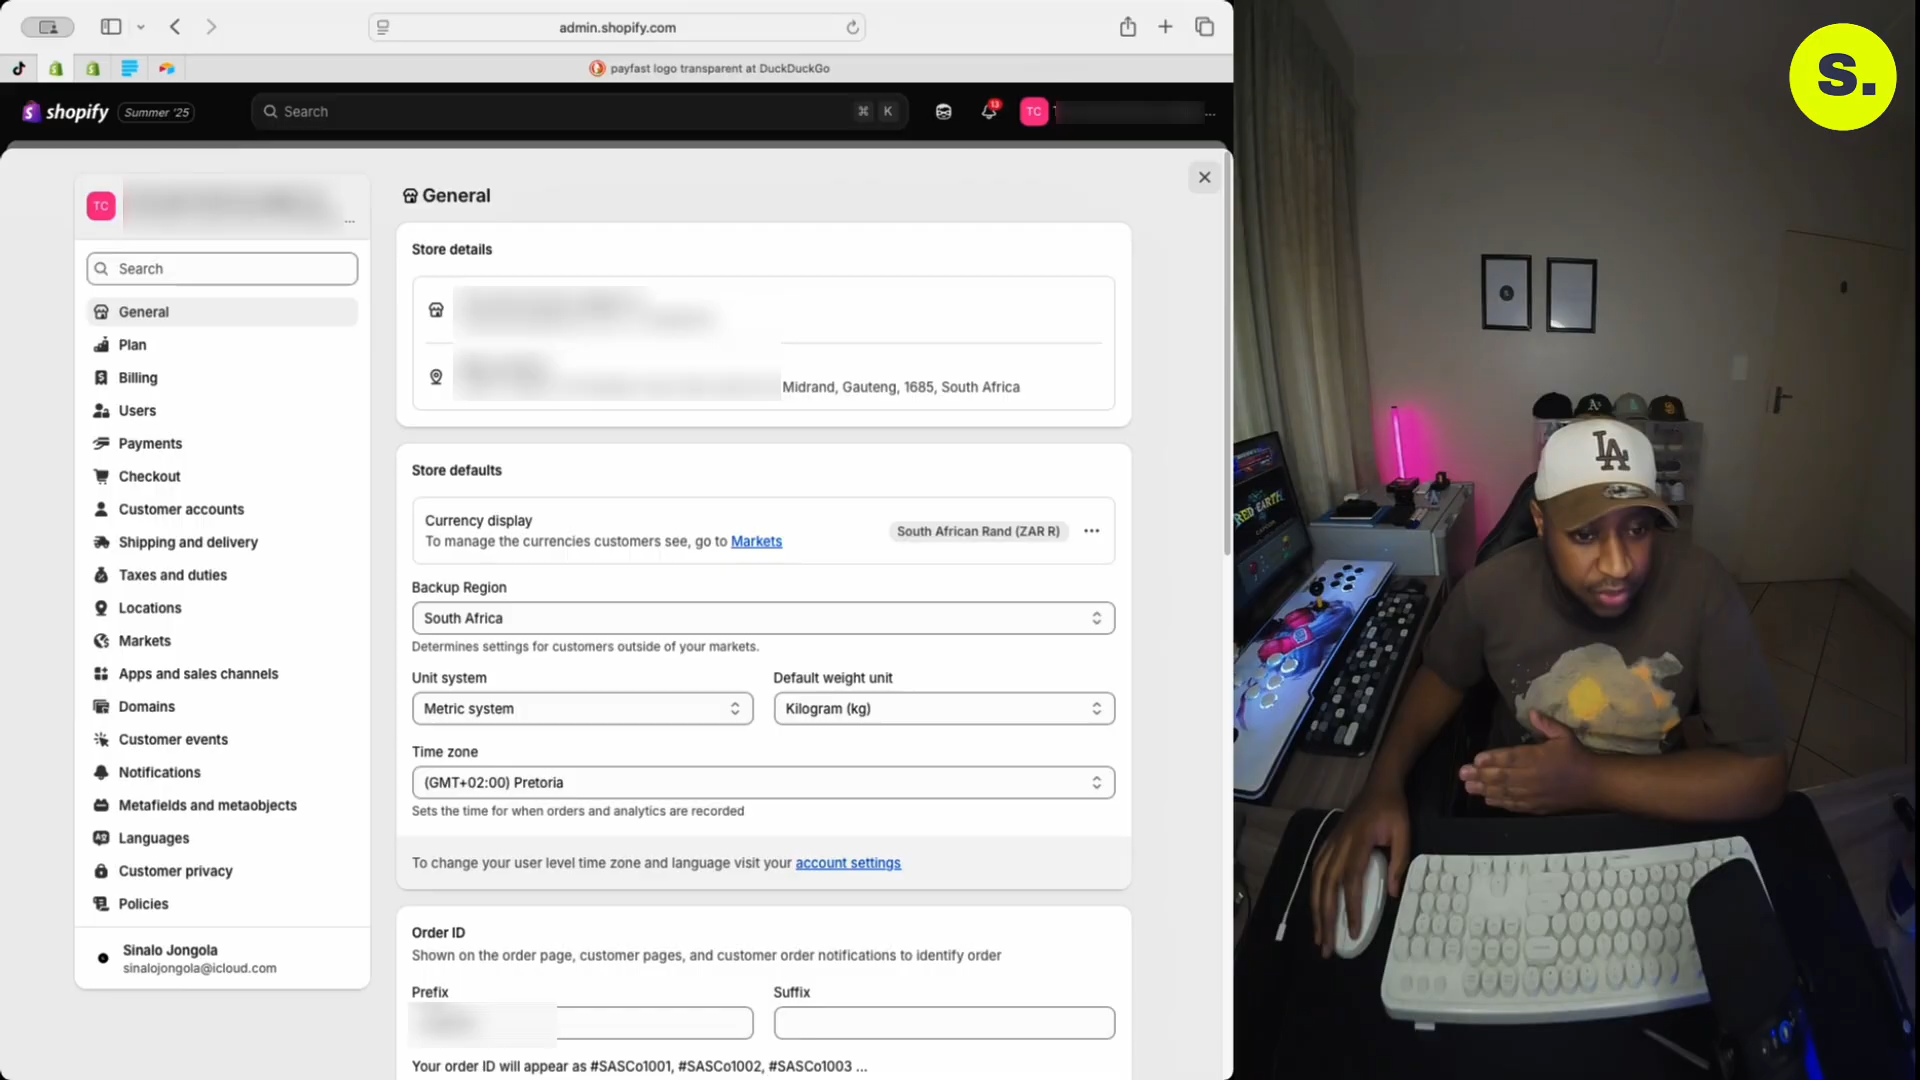 admin.shopify.com
payfast logo transparent at DuckDuckGo
shopify
Summer '25
Search
⌘ K
13
TC
...
S.
TC
...
Search
General
Plan
Billing
Users
Payments
Checkout
Customer accounts
Shipping and delivery
Taxes and duties
Locations
Markets
Apps and sales channels
Domains
Customer events
Notifications
Metafields and metaobjects
Languages
Customer privacy
Policies
Sinalo Jongola
sinalojongola@icloud.com
General
Store details
Midrand, Gauteng, 1685, South Africa
Store defaults
Currency display
To manage the currencies customers see, go to Markets
South African Rand (ZAR R)
Backup Region
South Africa
Determines settings for customers outside of your markets.
Unit system
Default weight unit
Metric system
Kilogram (kg)
Time zone
(GMT+02:00) Pretoria
Sets the time for when orders and analytics are recorded
To change your user level time zone and language visit your account settings
Order ID
Shown on the order page, customer pages, and customer order notifications to identify order
Prefix
Suffix
Your order ID will appear as #SASCo1001, #SASCo1002, #SASCo1003 ...
RED EARTH
LA
A's